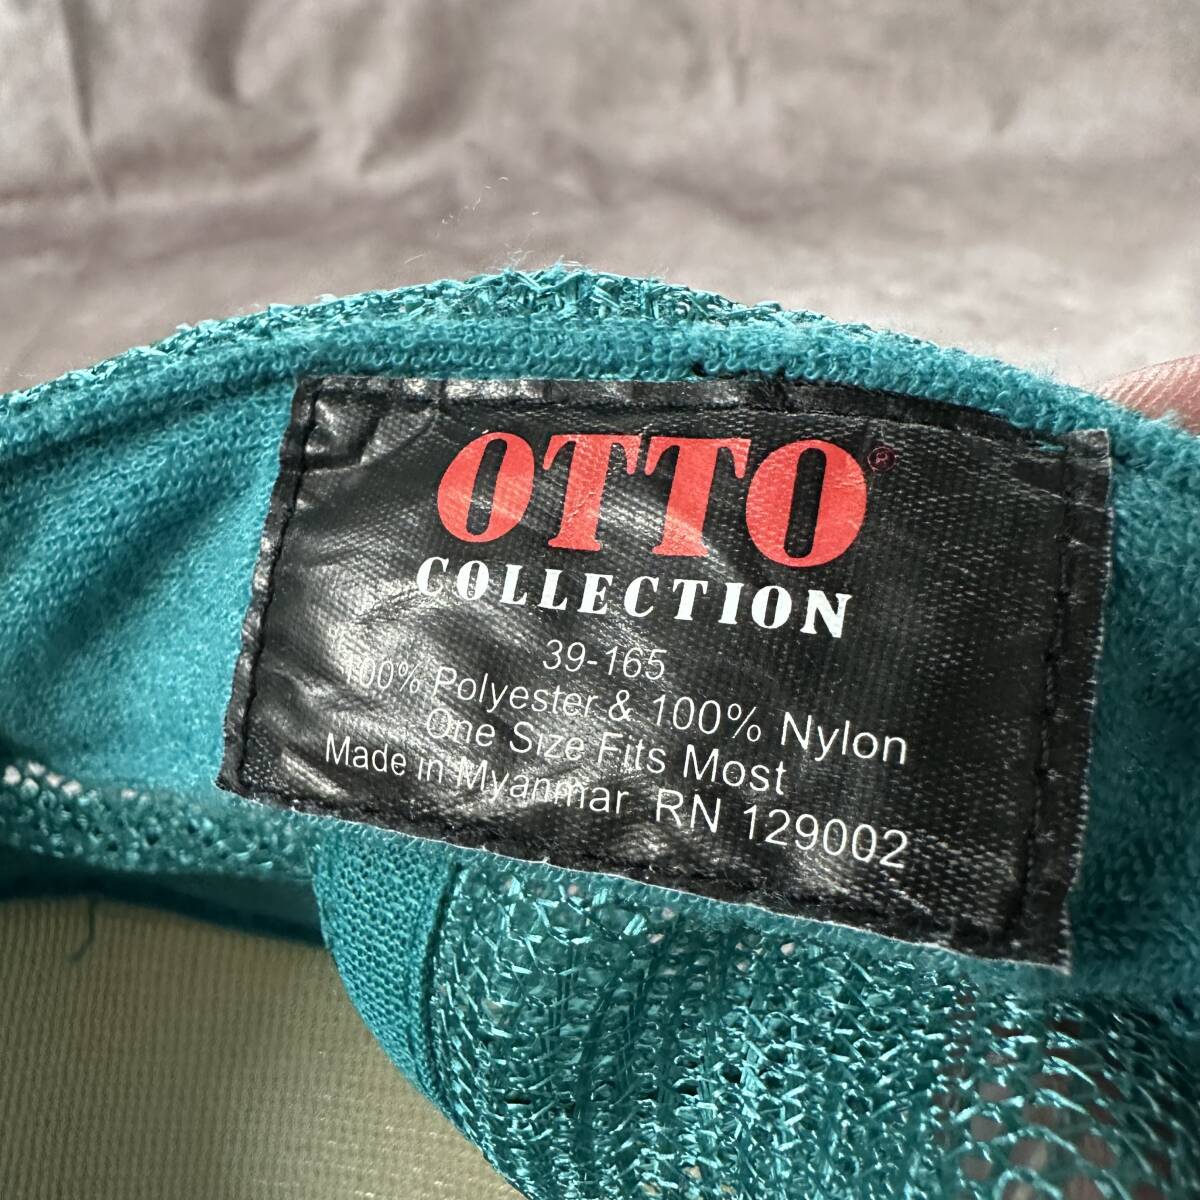 OTTO®
COLLECTION
39-165
100% Polyester & 100% Nylon
One Size Fits Most
Made in Myanmar RN 129002